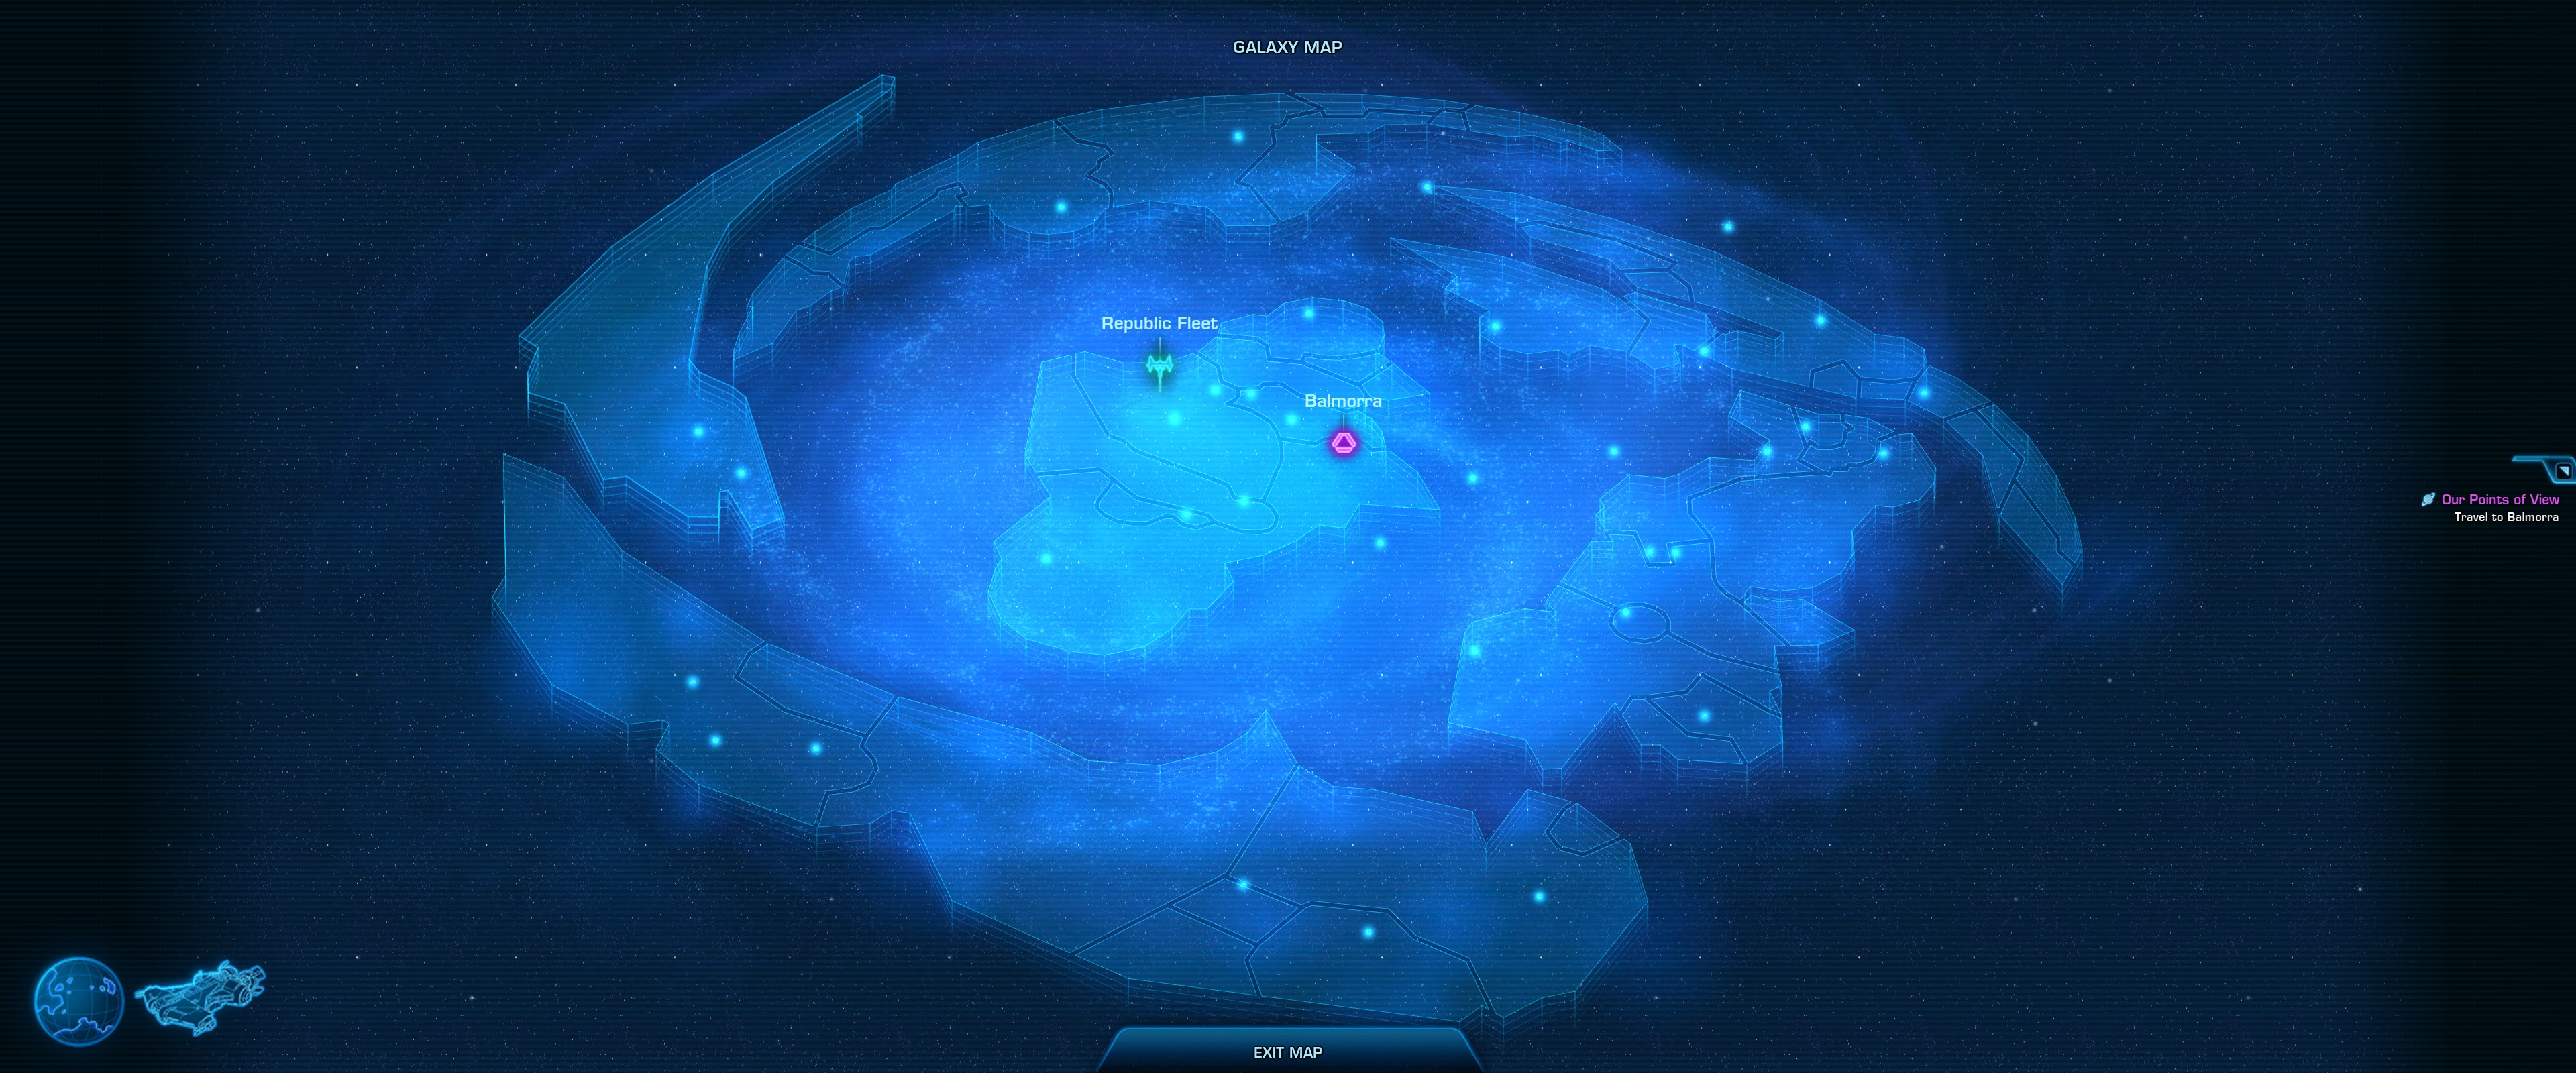 GALAXY MAP
Republic Fleet
Balmorra
Our Points of View
Travel to Balmorra
EXIT MAP